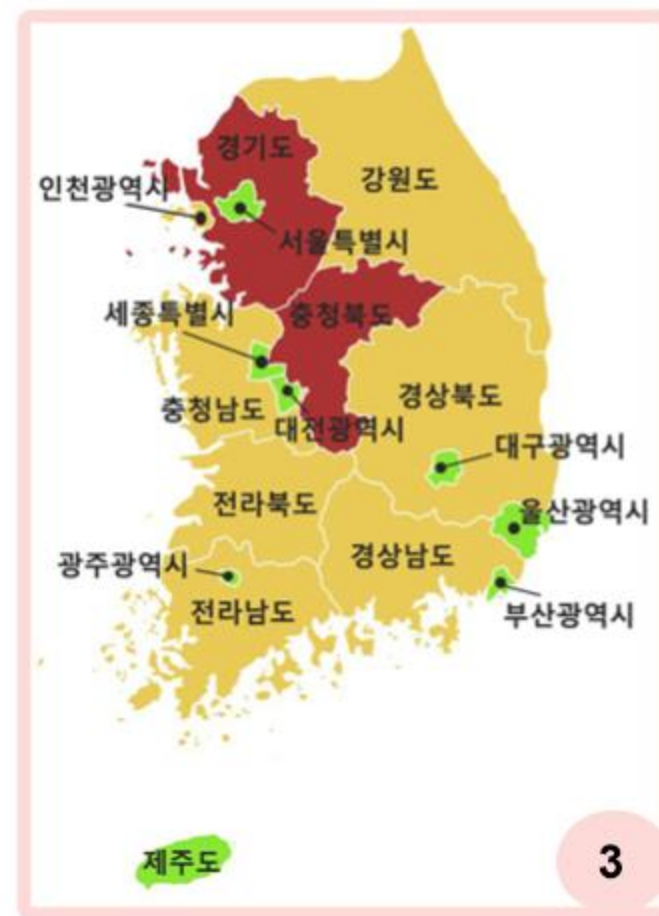 경기도
인천광역시
강원도
서울특별시
세종특별시
충청북도
경상북도
충청남도
대전광역시
대구광역시
전라북도
울산광역시
경상남도
광주광역시
전라남도
부산광역시
제주도
3